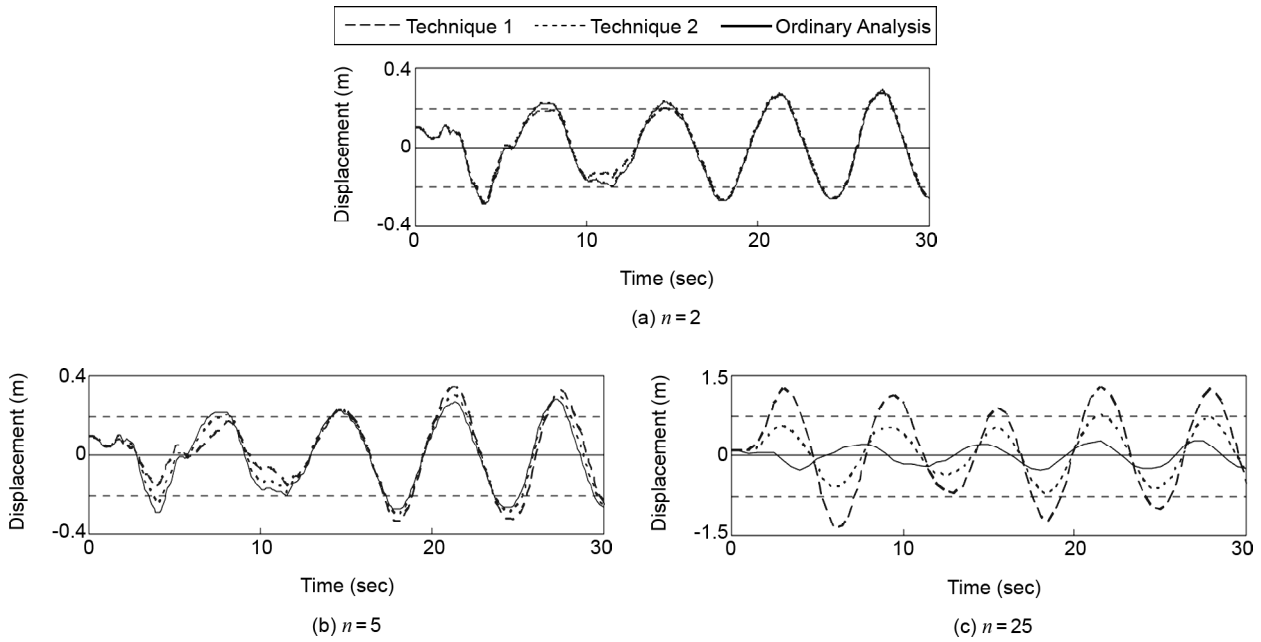 Technique 1 Technique 2 Ordinary Analysis
Displacement (m)
0.4
0
-0.4
0 10 20 30
Time (sec)
(a) n = 2
Displacement (m)
0.4
0
-0.4
0 10 20 30
Time (sec)
(b) n = 5
Displacement (m)
1.5
0
-1.5
0 10 20 30
Time (sec)
(c) n = 25